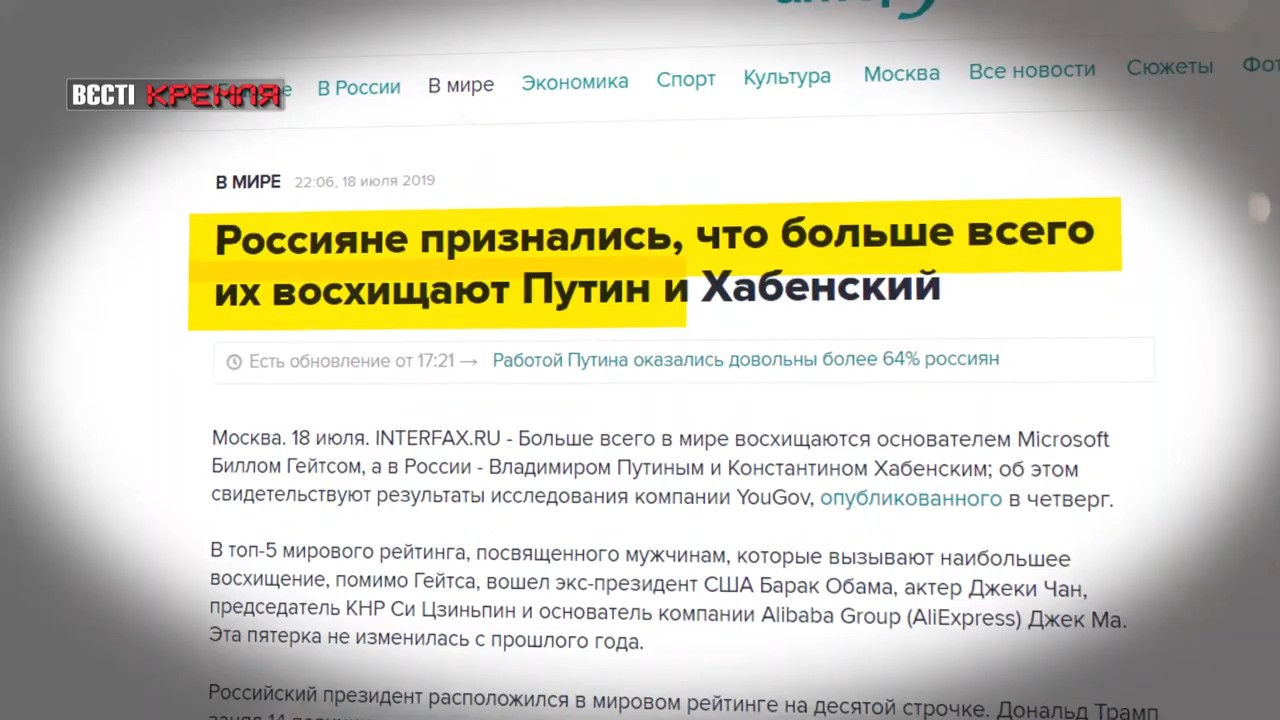 ВЄСТІ КРЕМЛЯ
В России В мире Экономика Спорт Культура Москва Все новости Сюжеты
В МИРЕ 22:06, 18 июля 2019
Россияне признались, что больше всего
их восхищают Путин и Хабенский
Есть обновление от 17:21 → Работой Путина оказались довольны более 64% россиян
Москва. 18 июля. INTERFAX.RU - Больше всего в мире восхищаются основателем Microsoft
Биллом Гейтсом, а в России - Владимиром Путиным и Константином Хабенским; об этом
свидетельствуют результаты исследования компании YouGov, опубликованного в четверг.
В топ-5 мирового рейтинга, посвященного мужчинам, которые вызывают наибольшее
восхищение, помимо Гейтса, вошел экс-президент США Барак Обама, актер Джеки Чан,
председатель КНР Си Цзиньпин и основатель компании Alibaba Group (AliExpress) Джек Ма.
Эта пятерка не изменилась с прошлого года.
Российский президент расположился в мировом рейтинге на десятой строчке. Дональд Трамп